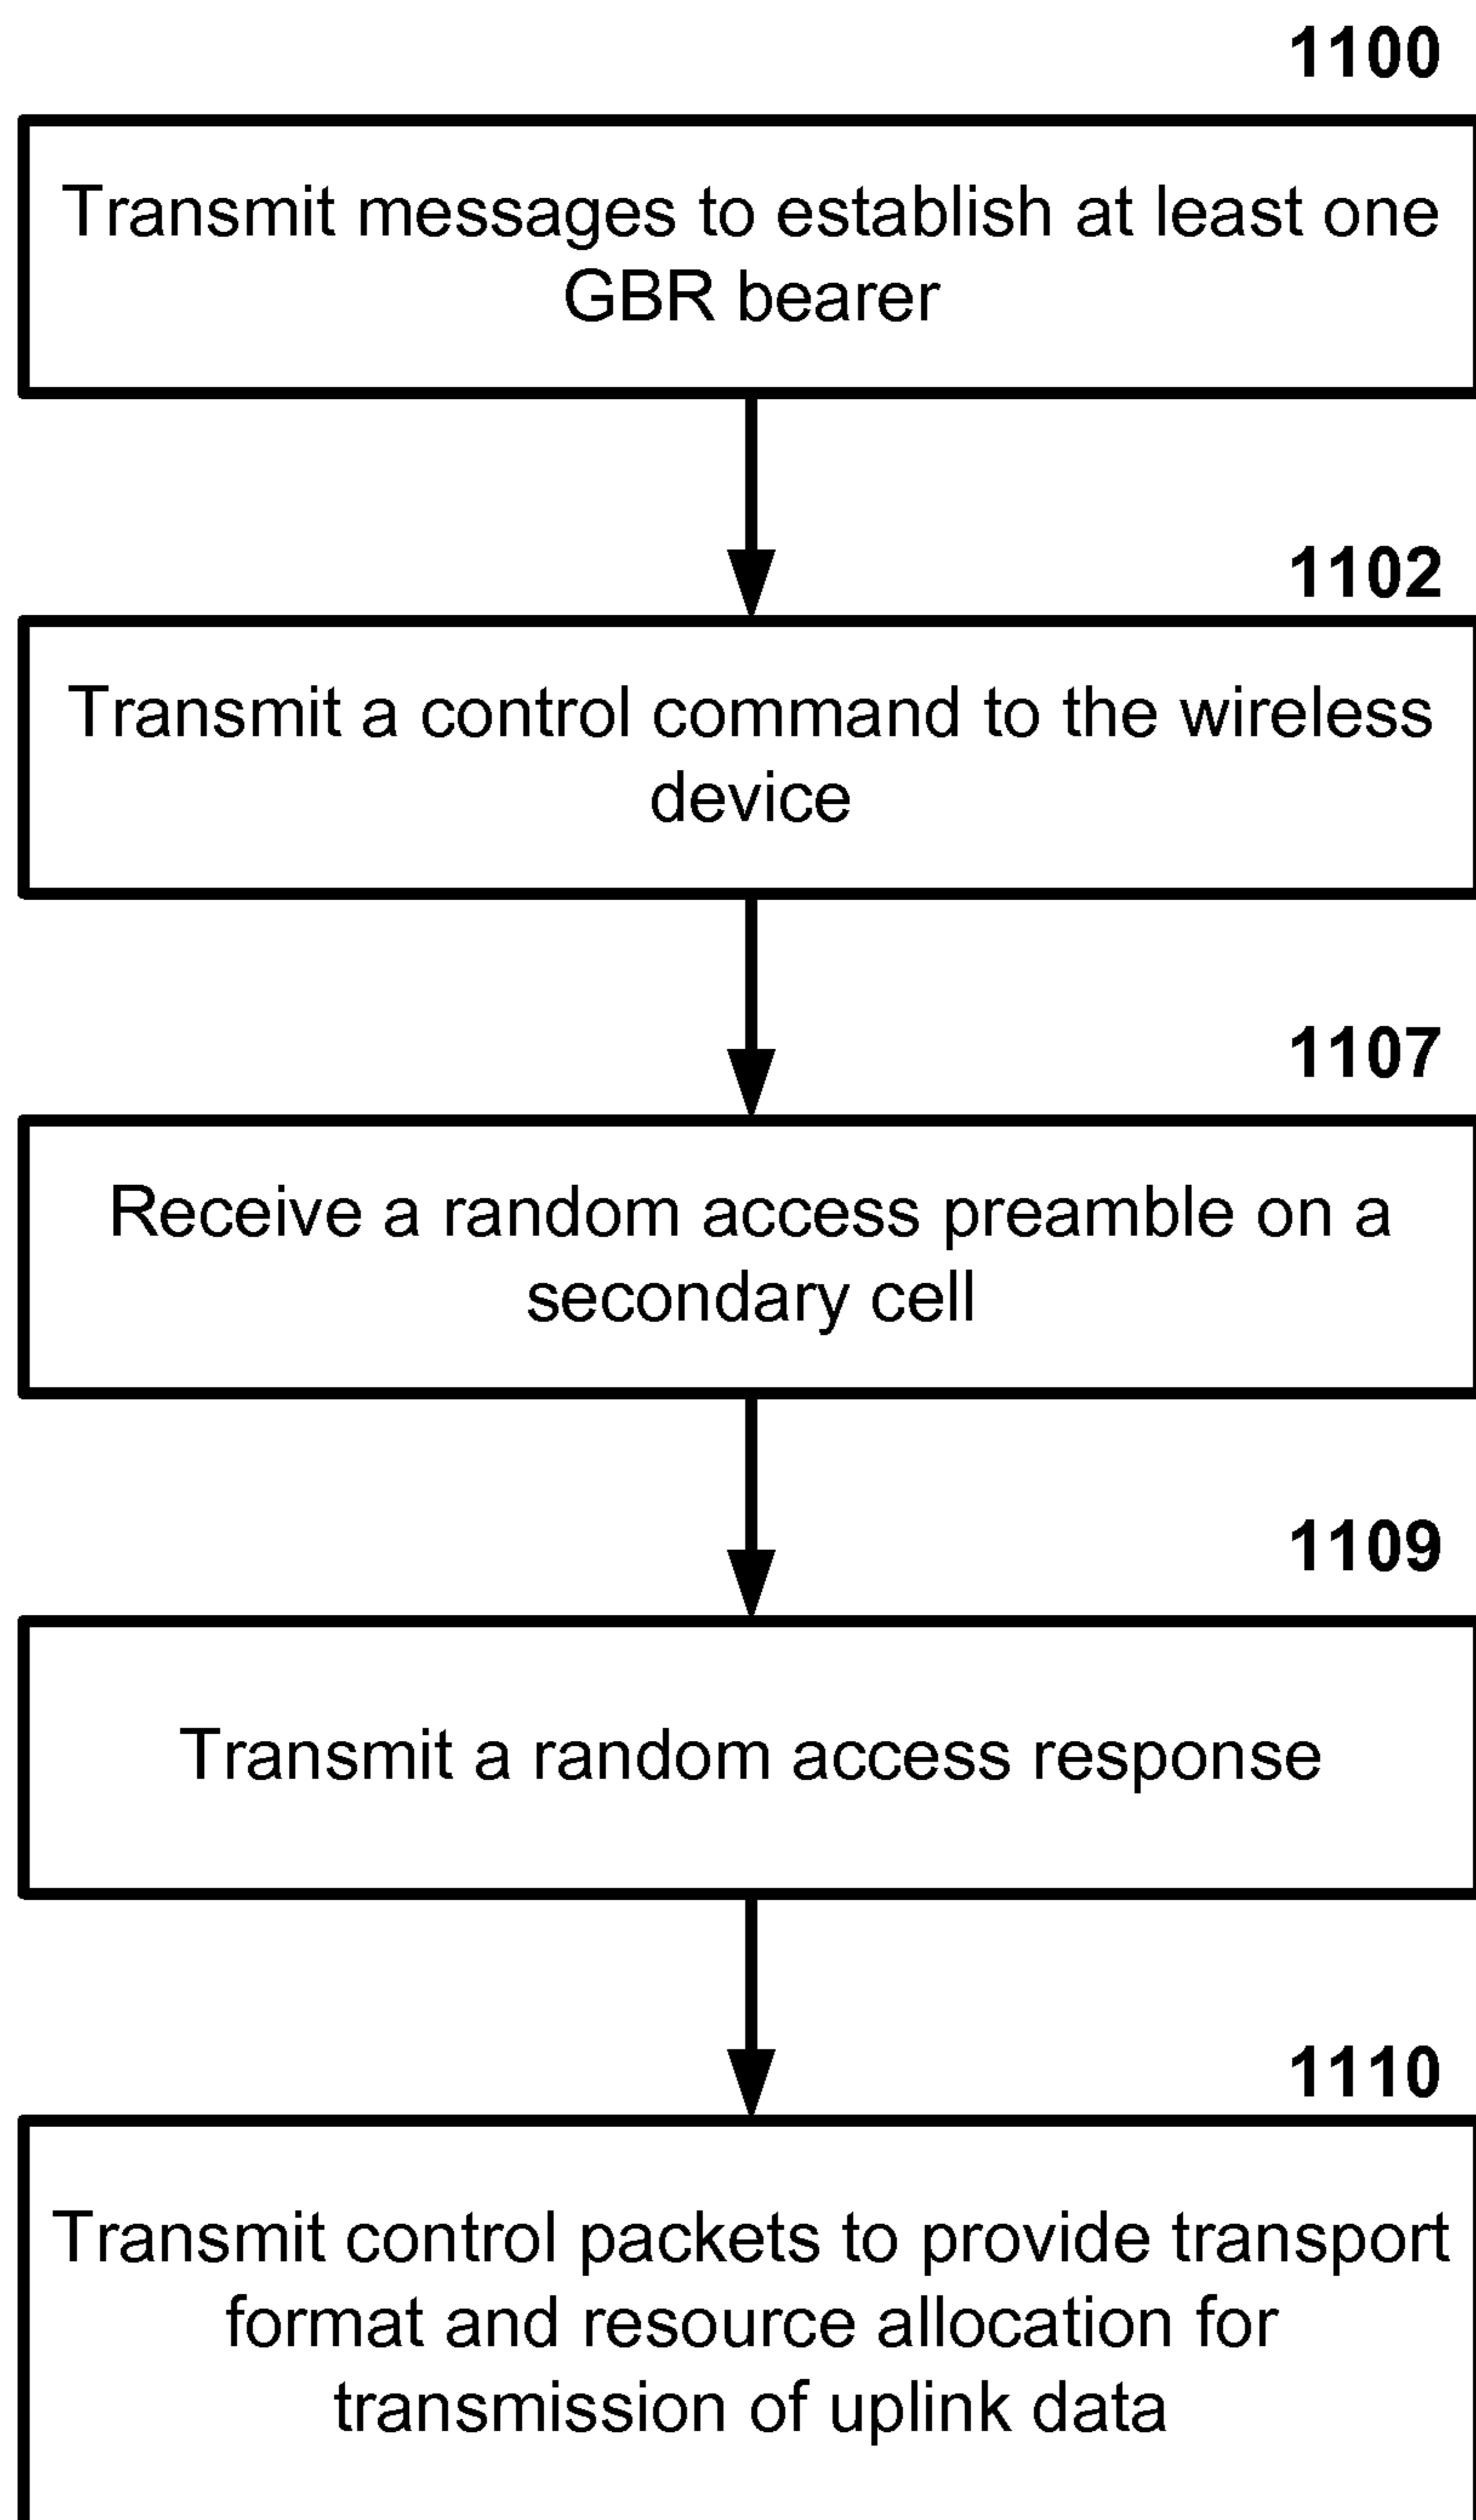 1100
Transmit messages to establish at least one
GBR bearer
1102
Transmit a control command to the wireless
device
1107
Receive a random access preamble on a
secondary cell
1109
Transmit a random access response
1110
Transmit control packets to provide transport
format and resource allocation for
transmission of uplink data